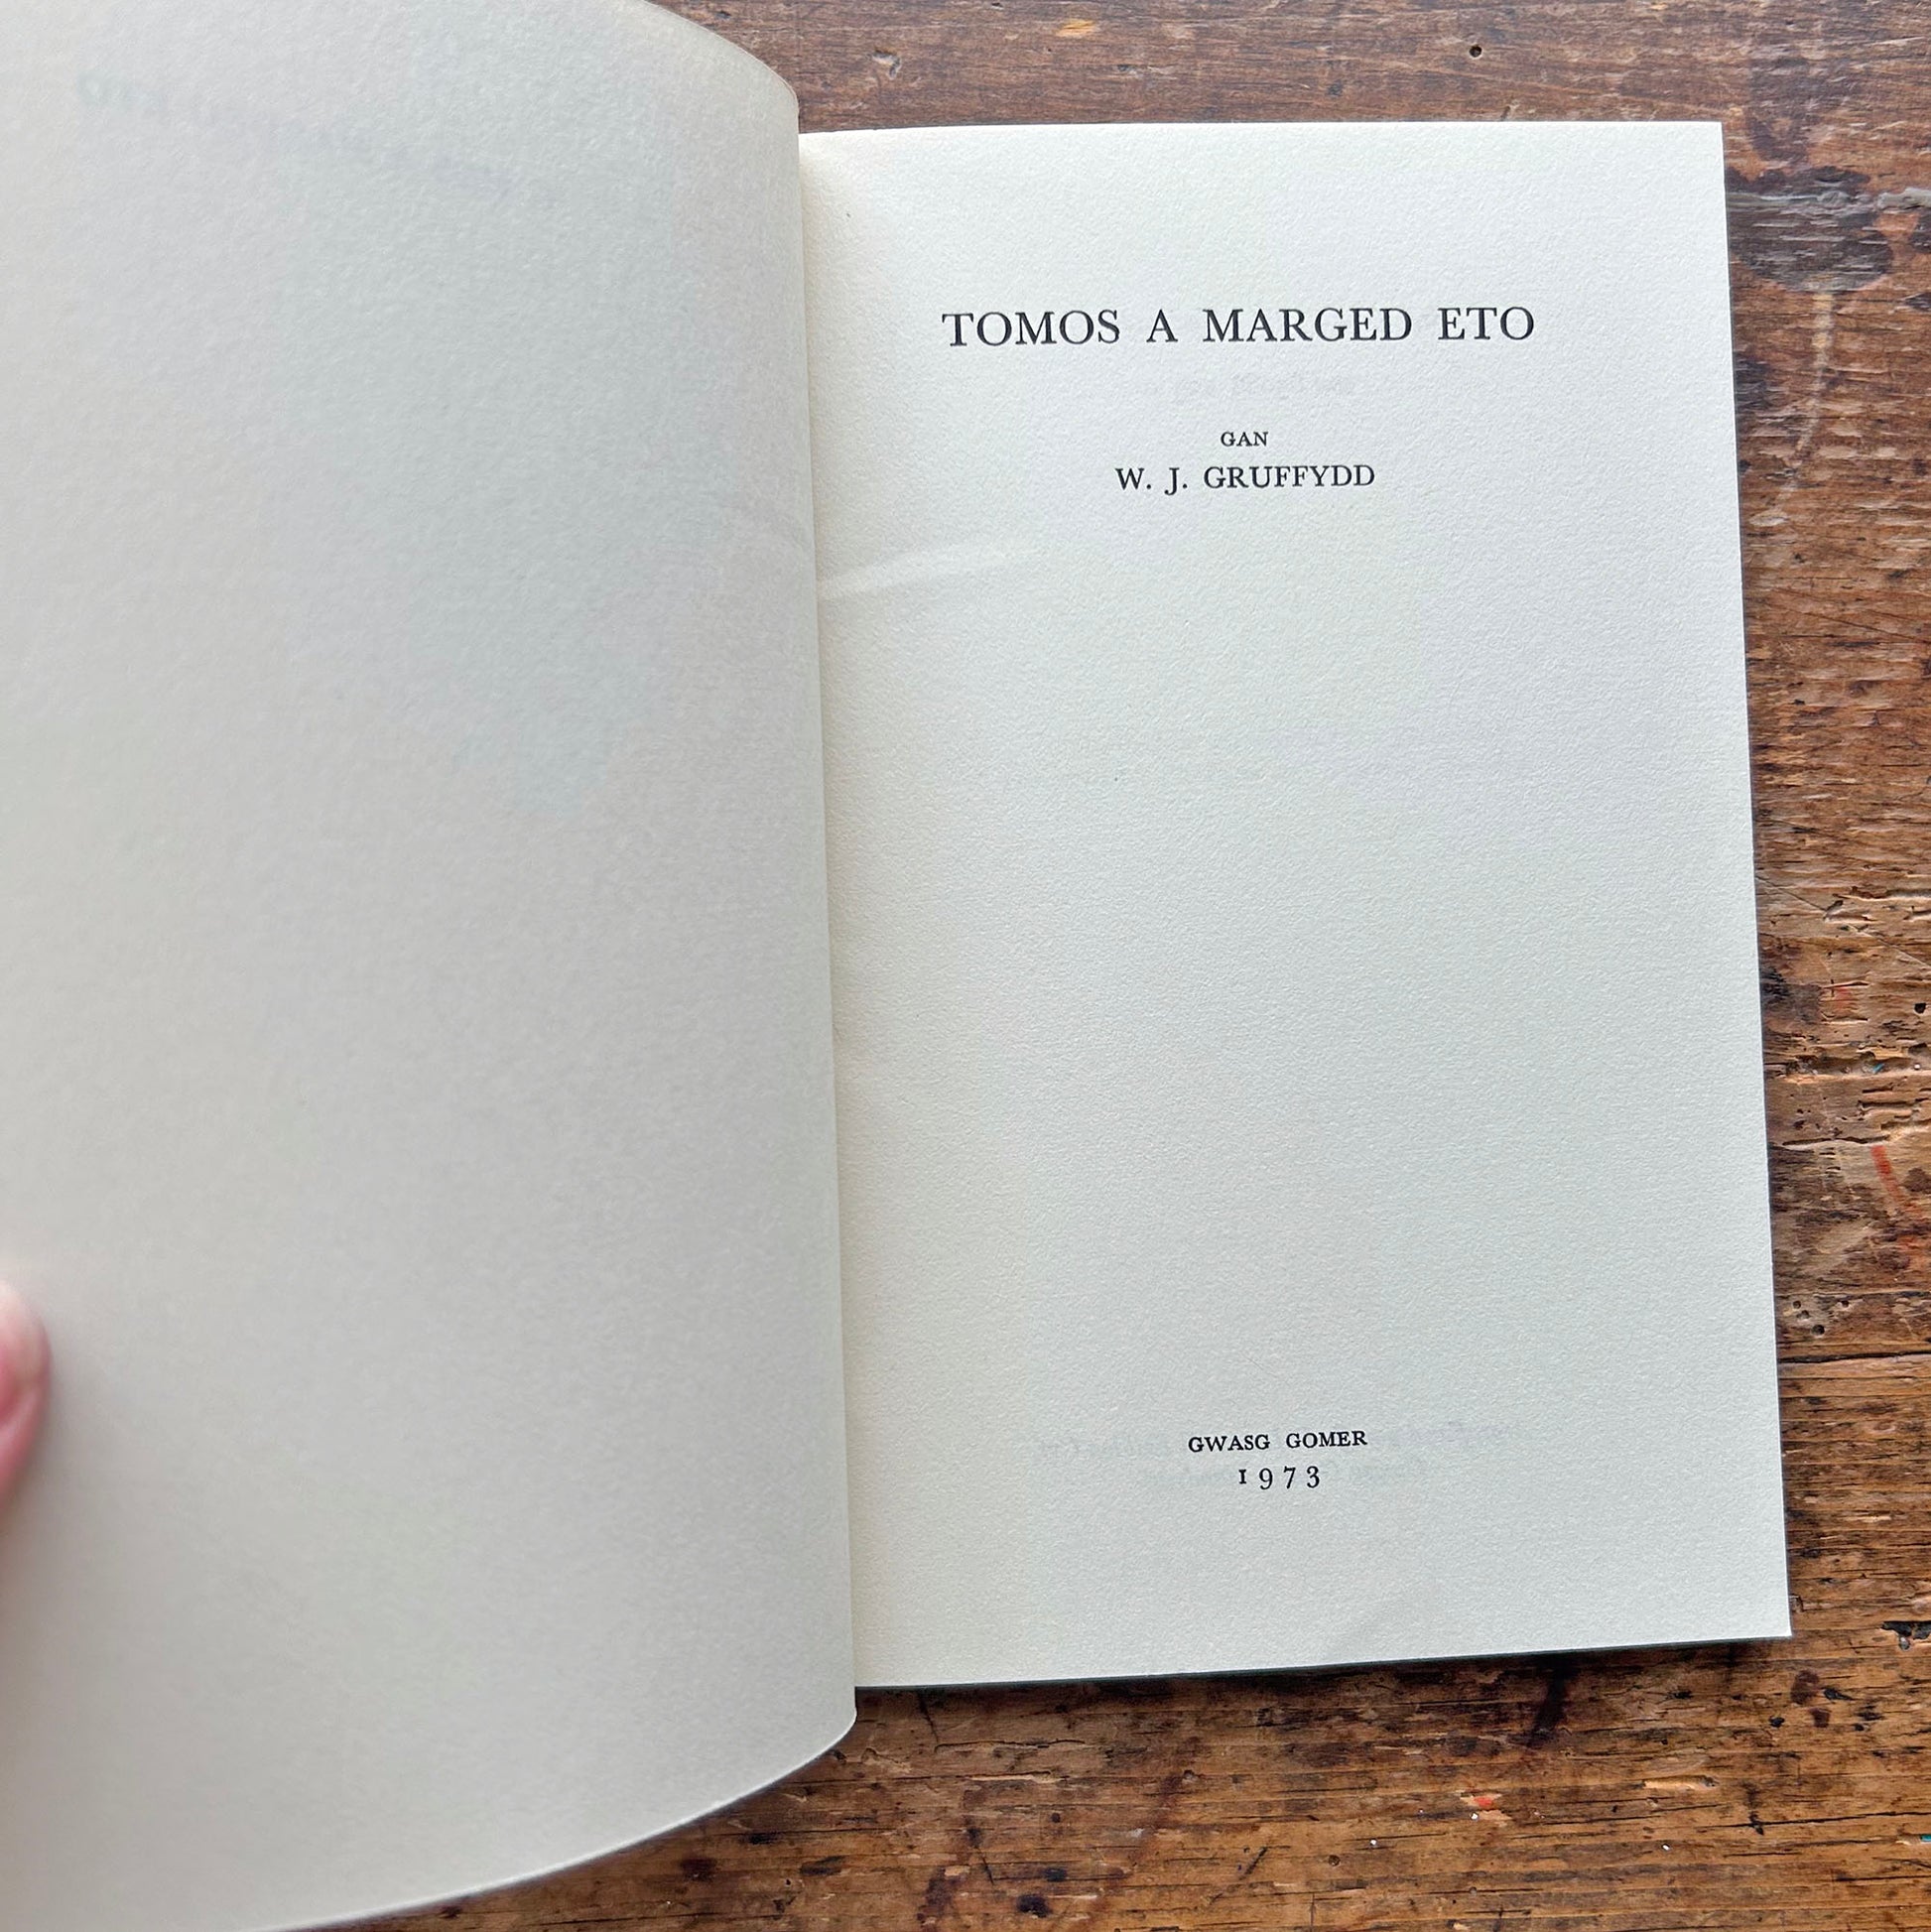 TOMOS A MARGED ETO
GAN
W. J. GRUFFYDD
GWASG GOMER
1973